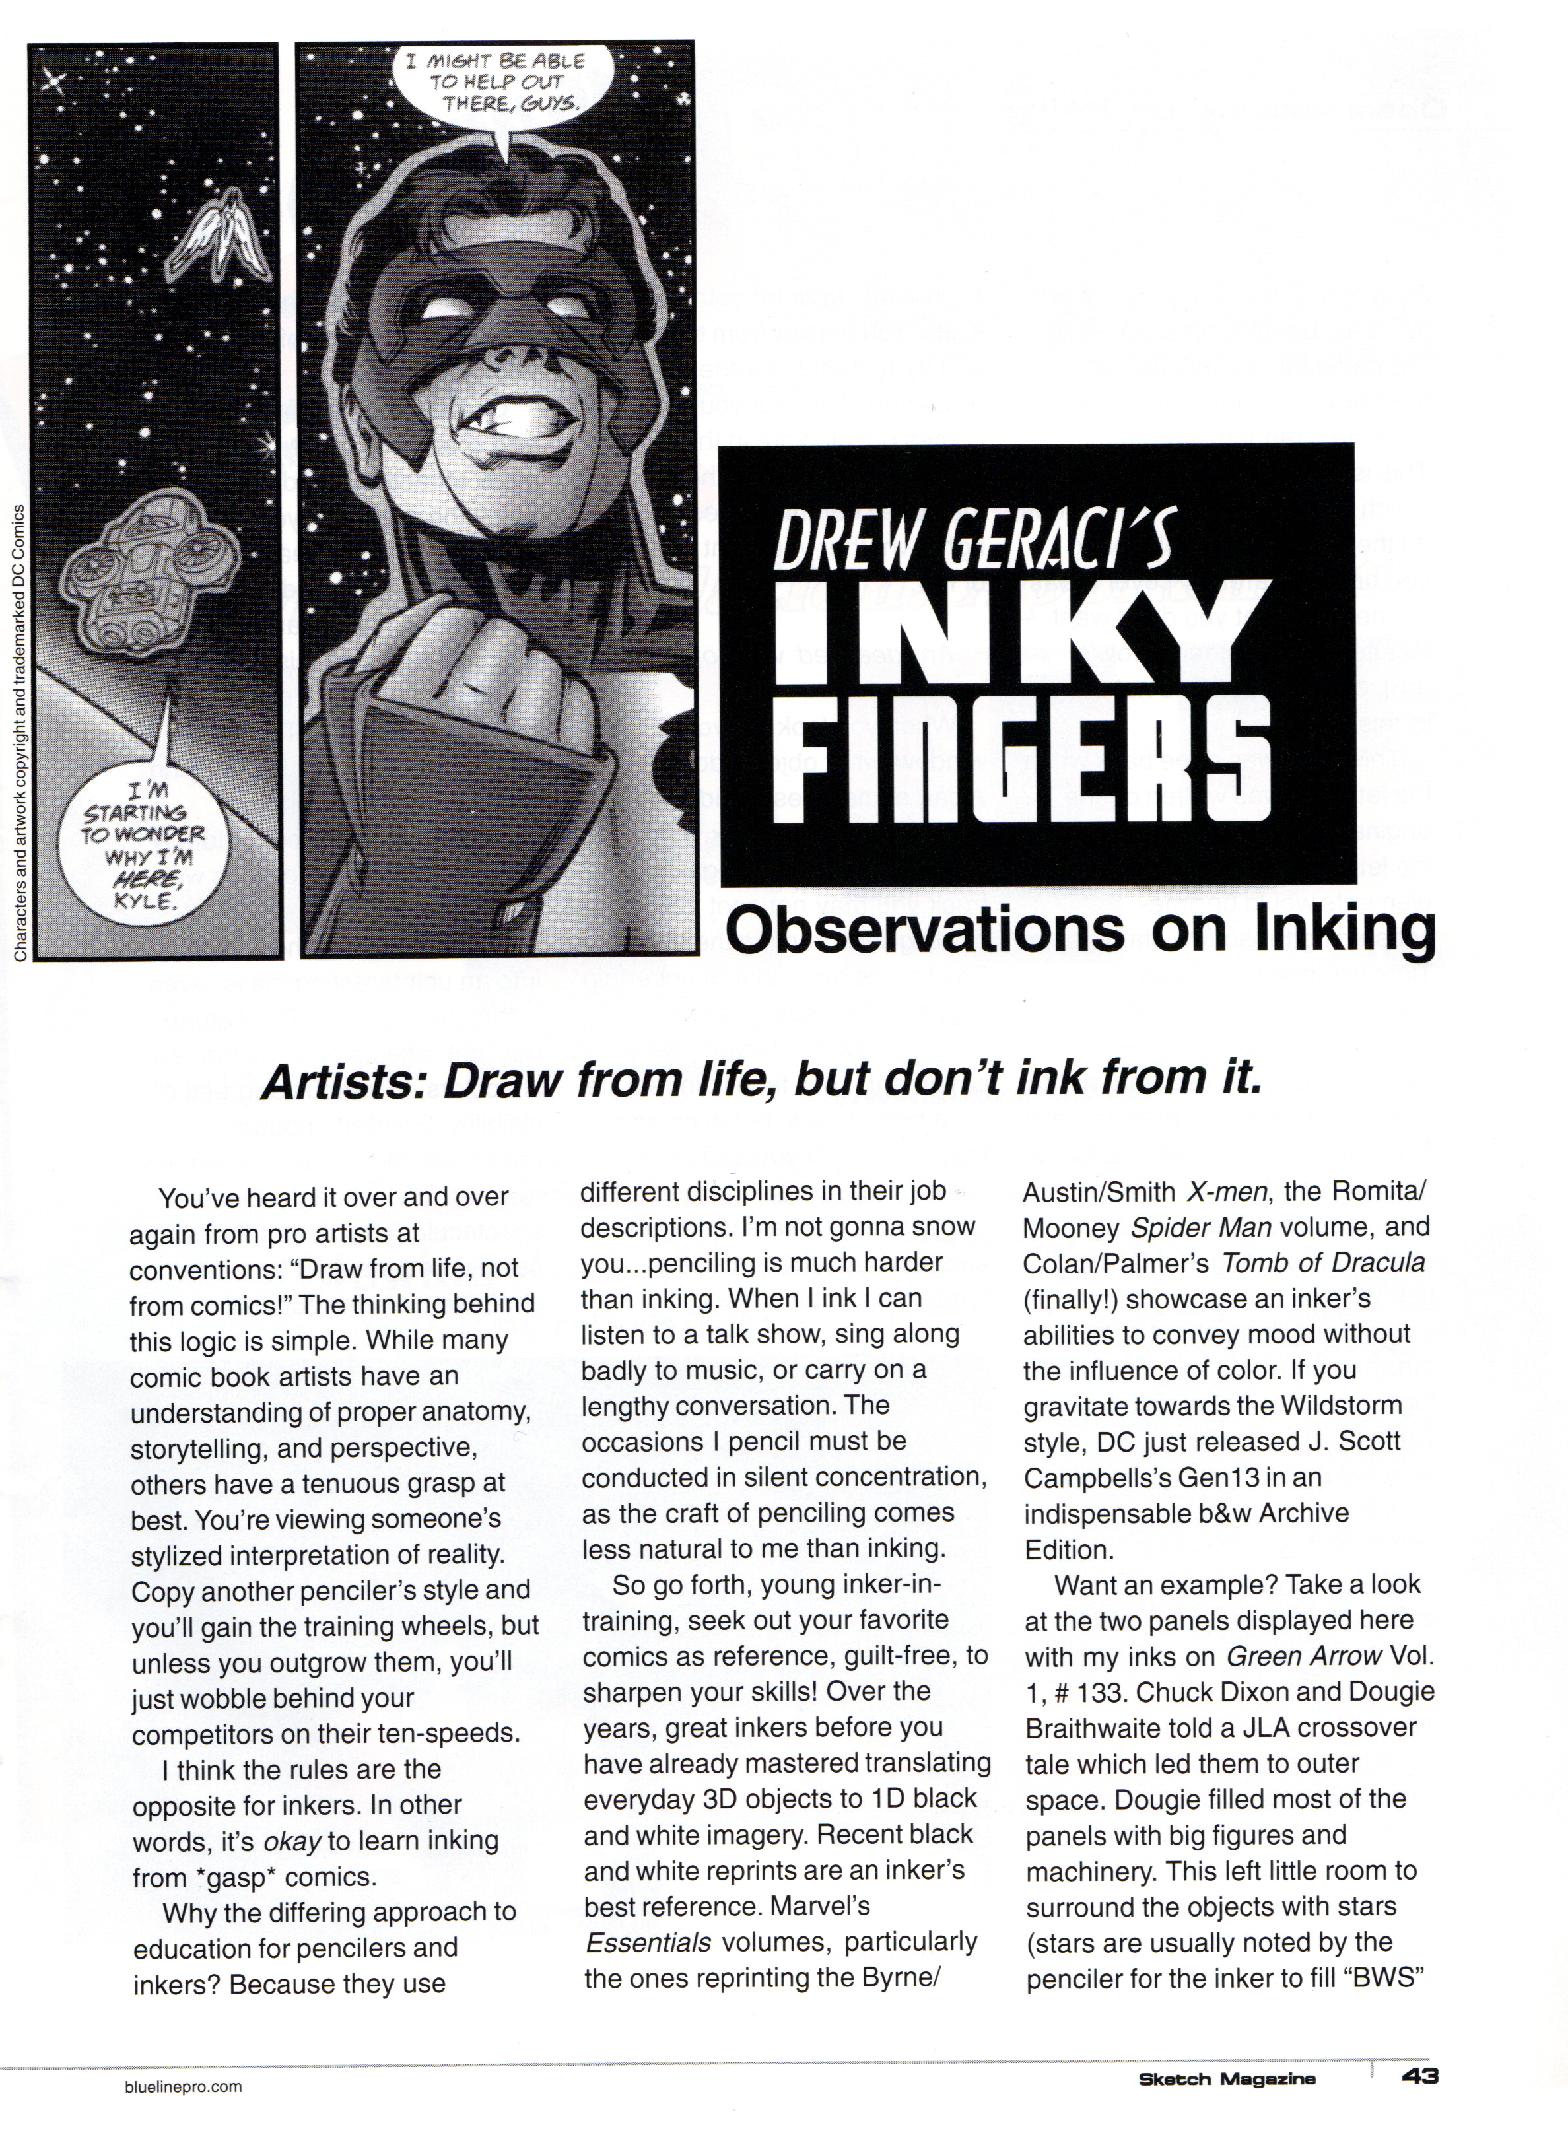 I MIGHT BE ABLE
TO HELP OUT
THERE, GUYS.
I'M
STARTING
TO WONDER
WHY I'M
HERE,
KYLE.
Characters and artwork copyright and trademarked DC Comics
DREW GERACI'S
INKY
FINGERS
Observations on Inking
Artists: Draw from life, but don't ink from it.
You've heard it over and over
again from pro artists at
conventions: “Draw from life, not
from comics!” The thinking behind
this logic is simple. While many
comic book artists have an
understanding of proper anatomy,
storytelling, and perspective,
others have a tenuous grasp at
best. You're viewing someone's
stylized interpretation of reality.
Copy another penciler's style and
you'll gain the training wheels, but
unless you outgrow them, you'll
just wobble behind your
competitors on their ten-speeds.
I think the rules are the
opposite for inkers. In other
words, it's okay to learn inking
from *gasp* comics.
Why the differing approach to
education for pencilers and
inkers? Because they use
different disciplines in their job
descriptions. I'm not gonna snow
you...penciling is much harder
than inking. When I ink I can
listen to a talk show, sing along
badly to music, or carry on a
lengthy conversation. The
occasions I pencil must be
conducted in silent concentration,
as the craft of penciling comes
less natural to me than inking.
So go forth, young inker-in-
training, seek out your favorite
comics as reference, guilt-free, to
sharpen your skills! Over the
years, great inkers before you
have already mastered translating
everyday 3D objects to 1D black
and white imagery. Recent black
and white reprints are an inker's
best reference. Marvel's
Essentials volumes, particularly
the ones reprinting the Byrne/
Austin/Smith X-men, the Romita/
Mooney Spider Man volume, and
Colan/Palmer's Tomb of Dracula
(finally!) showcase an inker's
abilities to convey mood without
the influence of color. If you
gravitate towards the Wildstorm
style, DC just released J. Scott
Campbells's Gen13 in an
indispensable b&w Archive
Edition.
Want an example? Take a look
at the two panels displayed here
with my inks on Green Arrow Vol.
1, # 133. Chuck Dixon and Dougie
Braithwaite told a JLA crossover
tale which led them to outer
space. Dougie filled most of the
panels with big figures and
machinery. This left little room to
surround the objects with stars
(stars are usually noted by the
penciler for the inker to fill “BWS”
bluelinepro.com
Sketch Magazine
43